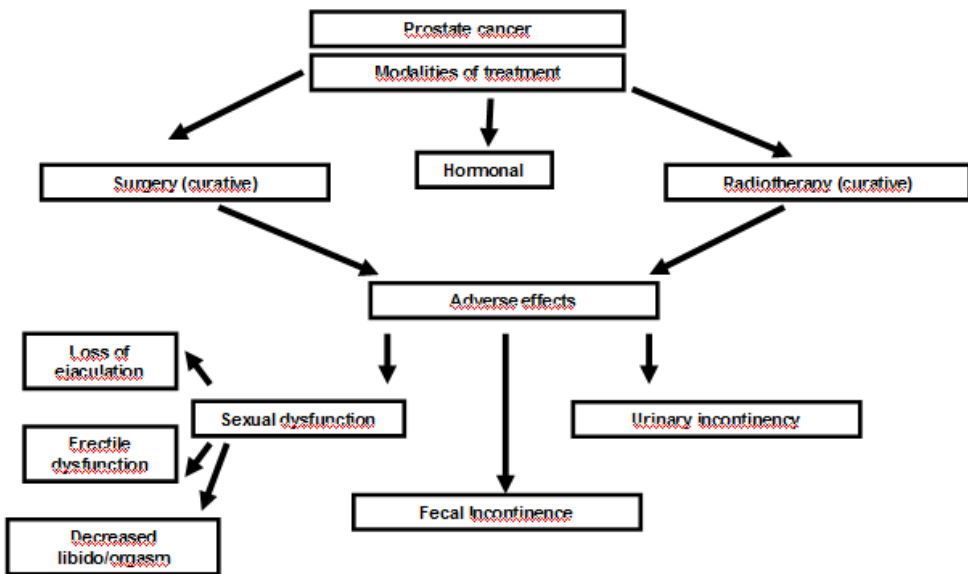 Prostate cancer
Modalities of treatment
Hormonal
Surgery (curative)
Radiotherapy (curative)
Adverse effects
Loss of
ejaculation
Sexual dysfunction
Urinary incontinency
Erectile
dysfunction
Fecal Incontinence
Decreased
libido/orgasm